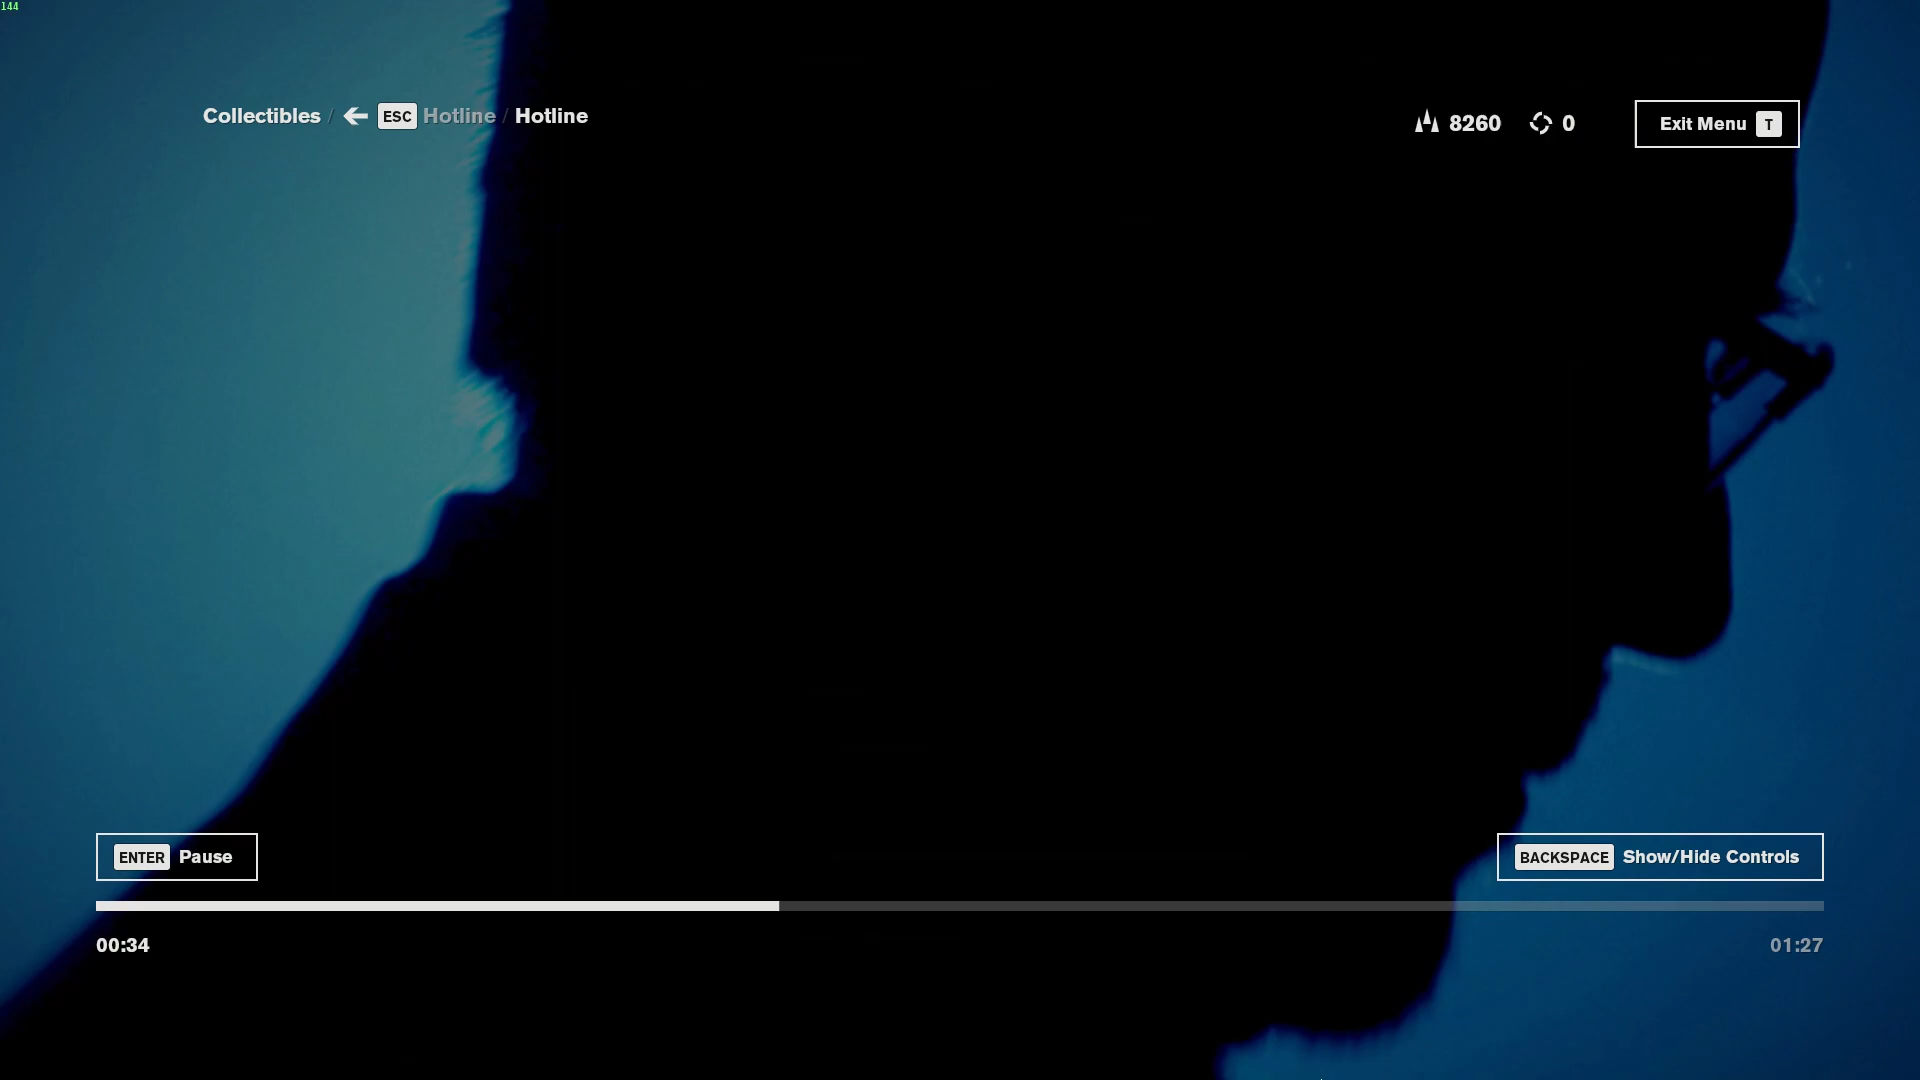 144
Collectibles / ESC Hotline / Hotline
8260 0 Exit Menu T
ENTER Pause
BACKSPACE Show/Hide Controls
00:34
01:27